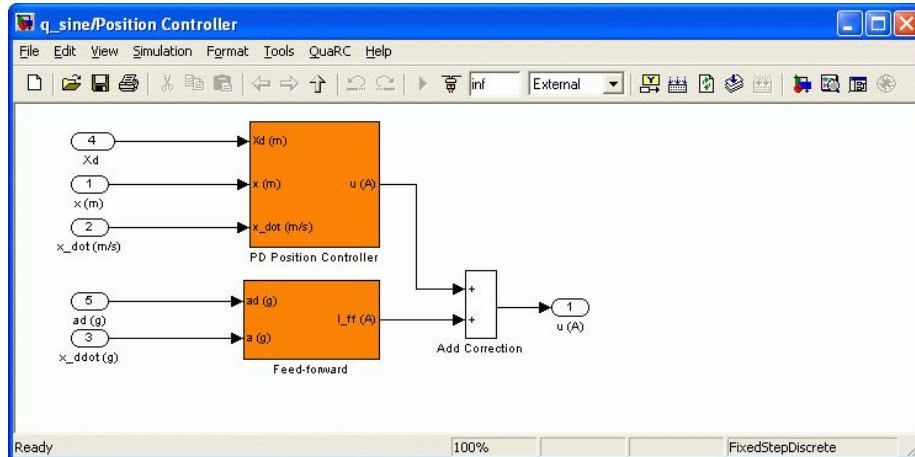 q_sine/Position Controller
File Edit View Simulation Format Tools QuaRC Help
inf External
4
Xd
Xd (m)
1
x (m)
x (m)
u (A)
2
x_dot (m/s)
x_dot (m/s)
PD Position Controller
5
ad (g)
ad (g)
I_ff (A)
3
x_ddot (g)
a (g)
Feed-forward
+
+
Add Correction
1
u (A)
Ready 100% FixedStepDiscrete